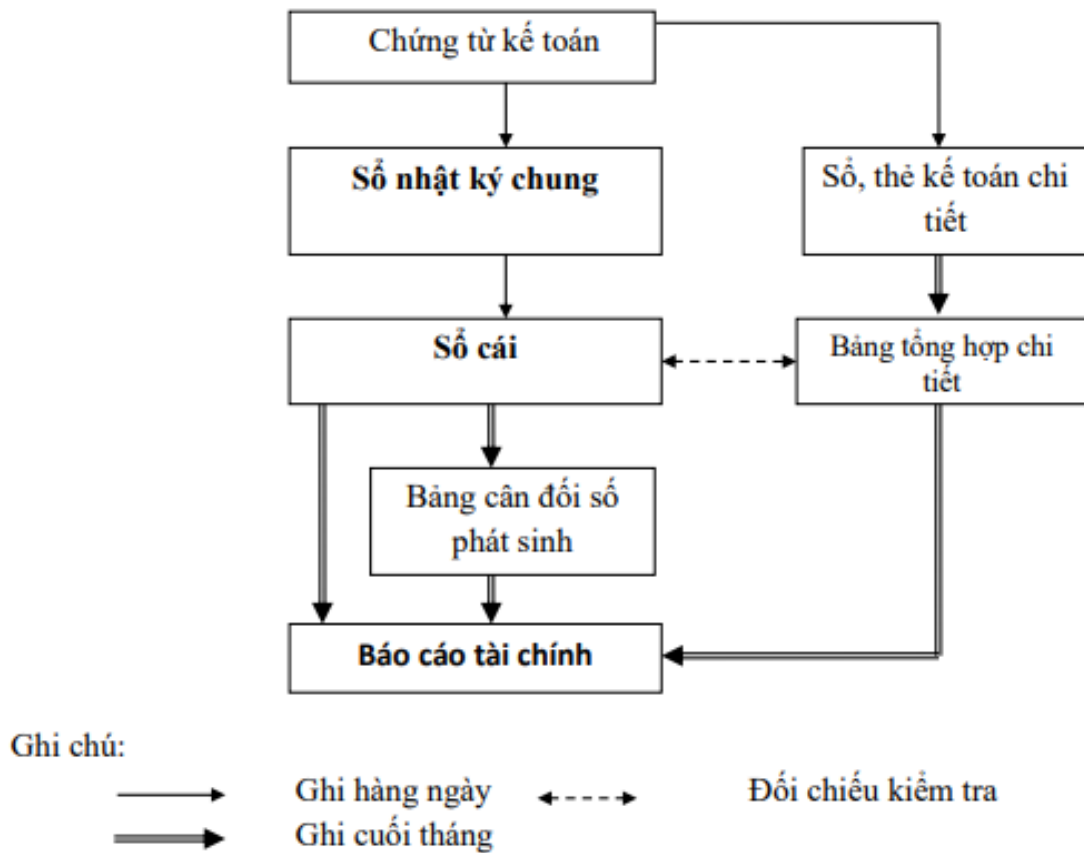 Chứng từ kế toán
Sổ nhật ký chung
Sổ, thẻ kế toán chi
tiết
Sổ cái
Bảng tổng hợp chi
tiết
Bảng cân đối số
phát sinh
Báo cáo tài chính
Ghi chú:
Ghi hàng ngày
Đối chiếu kiểm tra
Ghi cuối tháng